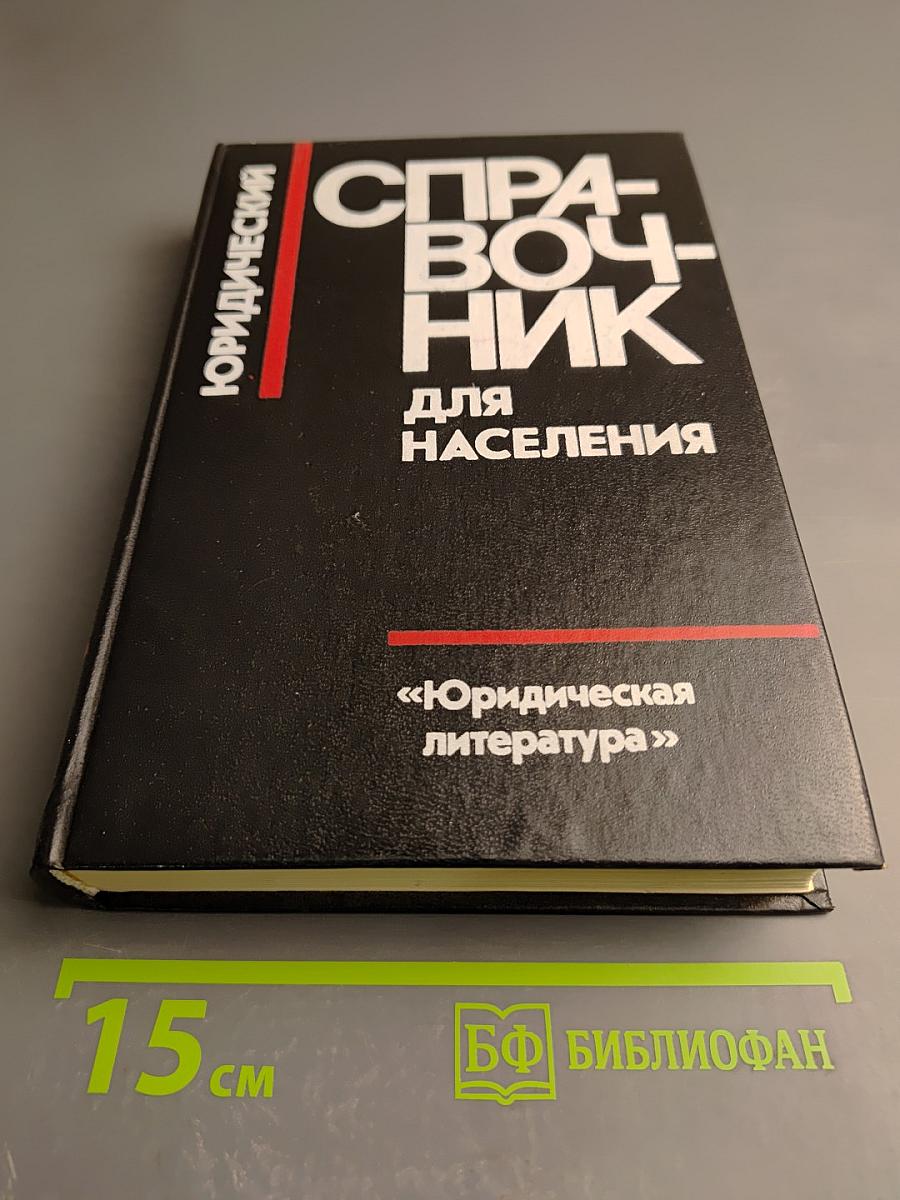 ЮРИДИЧЕСКИЙ
СПРА-
ВОЧ-
НИК
ДЛЯ
НАСЕЛЕНИЯ
«Юридическая
литература»
15 см
БФ БИБЛИОФАН